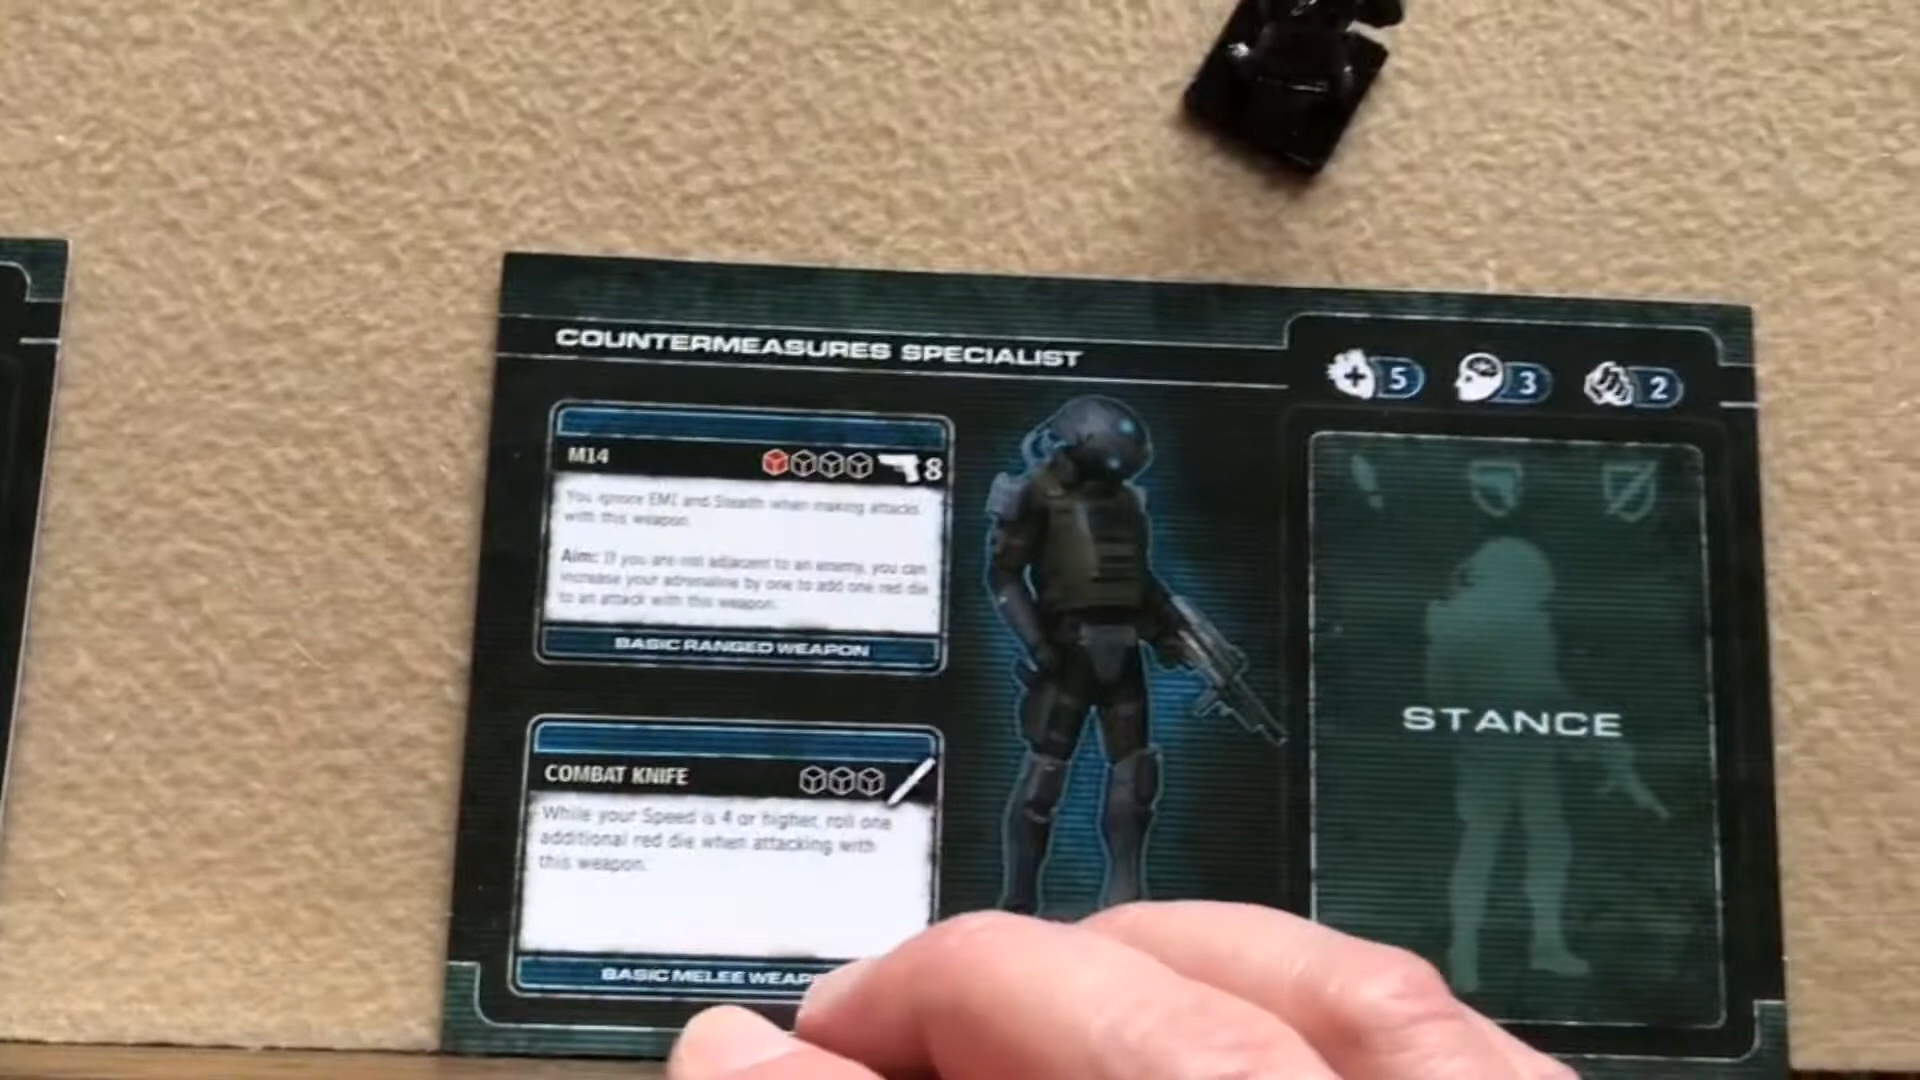 COUNTERMEASURES SPECIALIST
5 3 2
M14 8
You ignore EMI and Stealth when making attacks
with this weapon.
Aim: If you are not adjacent to an enemy, you can
increase your adrenaline by one to add one red die
to an attack with this weapon.
BASIC RANGED WEAPON
COMBAT KNIFE
While your Speed is 4 or higher, roll one
additional red die when attacking with
this weapon.
BASIC MELEE
STANCE